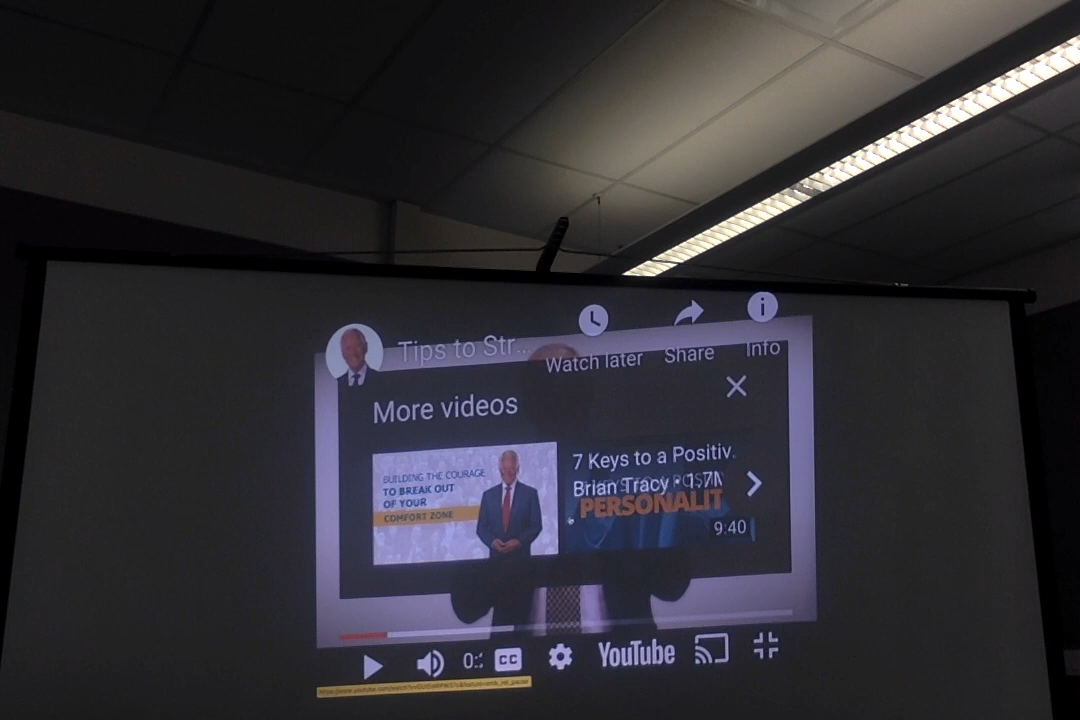 Tips to Str...
Watch later
Share
Info
More videos
BUILDING THE COURAGE
TO BREAK OUT
OF YOUR
COMFORT ZONE
7 Keys to a Positiv
Brian Tracy
PERSONALIT
9:40
CC
YouTube